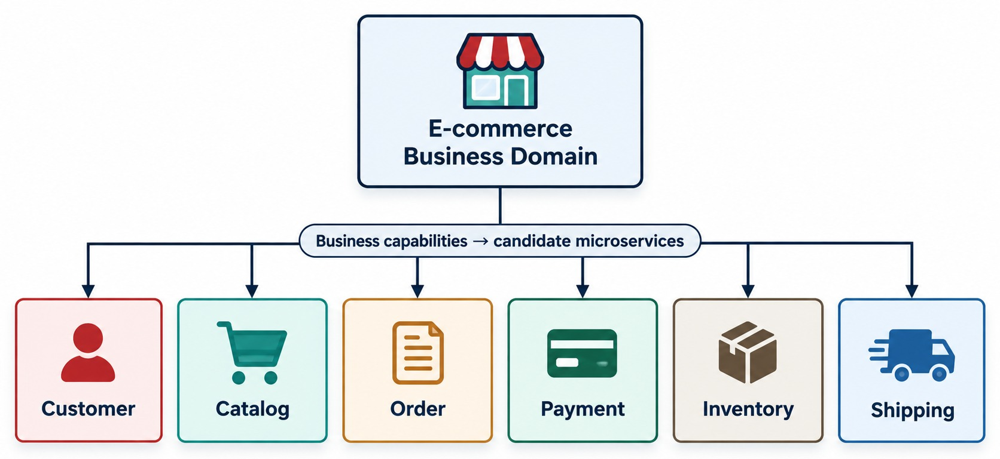 E-commerce
Business Domain
Business capabilities → candidate microservices
Customer
Catalog
Order
Payment
Inventory
Shipping